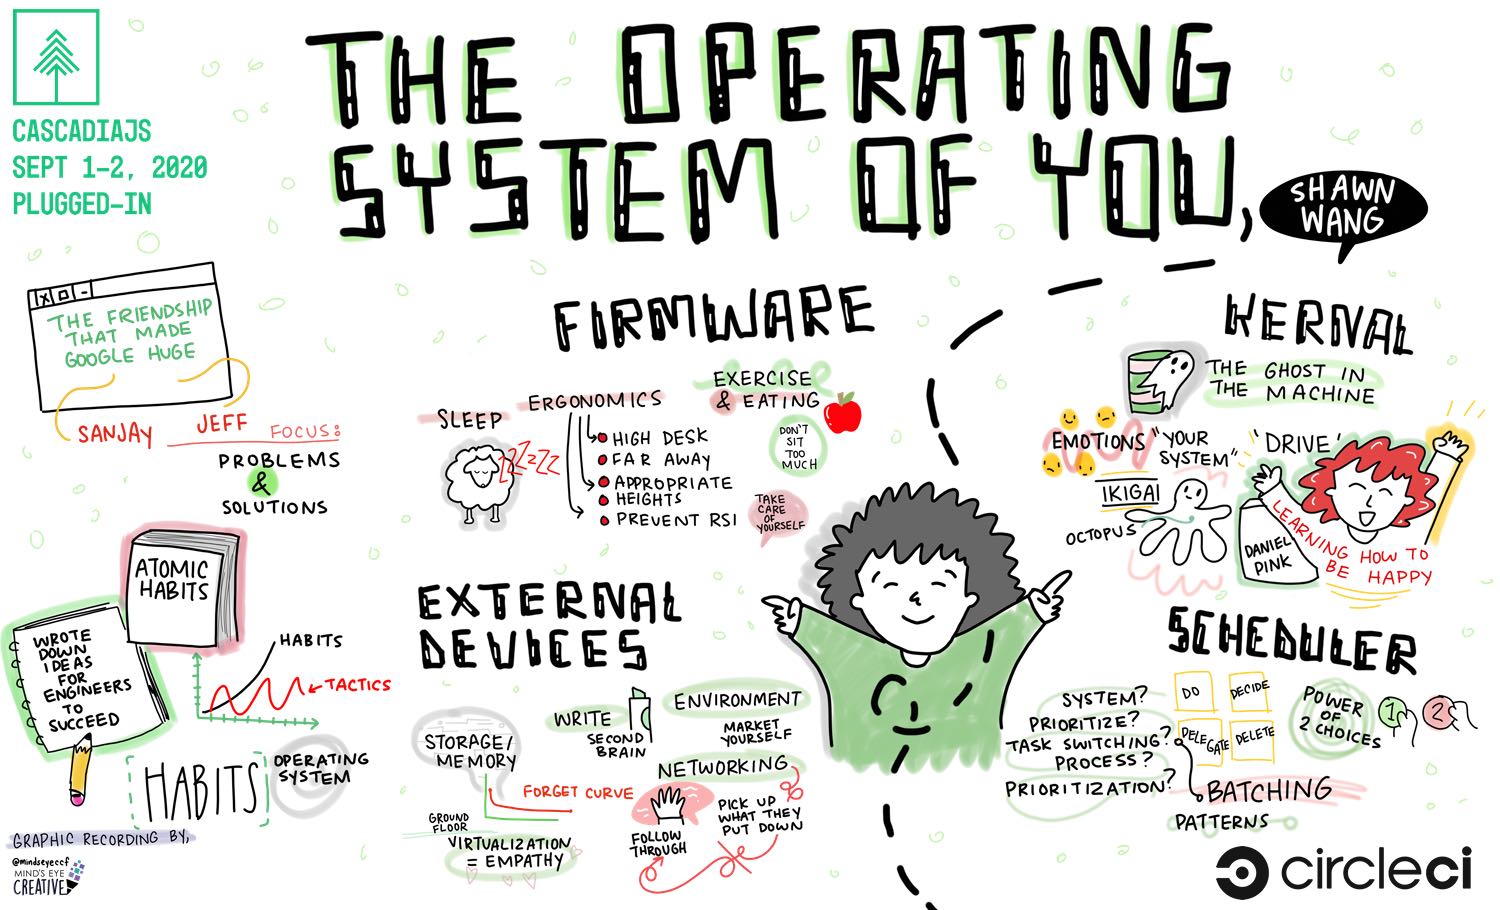 CASCADIAJS
SEPT 1-2, 2020
PLUGGED-IN
THE OPERATING
SYSTEM OF YOU,
SHAWN
WANG
X
-
THE FRIENDSHIP
THAT MADE
GOOGLE HUGE
SANJAY
JEFF
FOCUS:
PROBLEMS
&
SOLUTIONS
ATOMIC
HABITS
WROTE
DOWN
IDEAS
FOR
ENGINEERS
TO
SUCCEED
HABITS
TACTICS
[HABITS]
OPERATING
SYSTEM
GRAPHIC RECORDING BY,
@mindseyeccf
MIND'S EYE
CREATIVE
FIRMWARE
SLEEP
ZZZZZ
ERGONOMICS
HIGH DESK
FAR AWAY
APPROPRIATE
HEIGHTS
PREVENT RSI
EXERCISE
& EATING
DON'T
SIT
TOO
MUCH
TAKE
CARE
OF
YOURSELF
EXTERNAL
DEVICES
STORAGE/
MEMORY
FORGET CURVE
GROUND
FLOOR
VIRTUALIZATION
= EMPATHY
WRITE
SECOND
BRAIN
ENVIRONMENT
MARKET
YOURSELF
NETWORKING
FOLLOW
THROUGH
PICK UP
WHAT THEY
PUT DOWN
KERNAL
THE GHOST IN
THE MACHINE
EMOTIONS
"YOUR
SYSTEM"
'DRIVE'
IKIGAI
OCTOPUS
DANIEL
PINK
LEARNING HOW TO
BE HAPPY
SCHEDULER
SYSTEM?
PRIORITIZE?
TASK SWITCHING?
PROCESS?
PRIORITIZATION?
DO
DECIDE
DELEGATE
DELETE
POWER
OF
2 CHOICES
1
2
BATCHING
PATTERNS
circleci